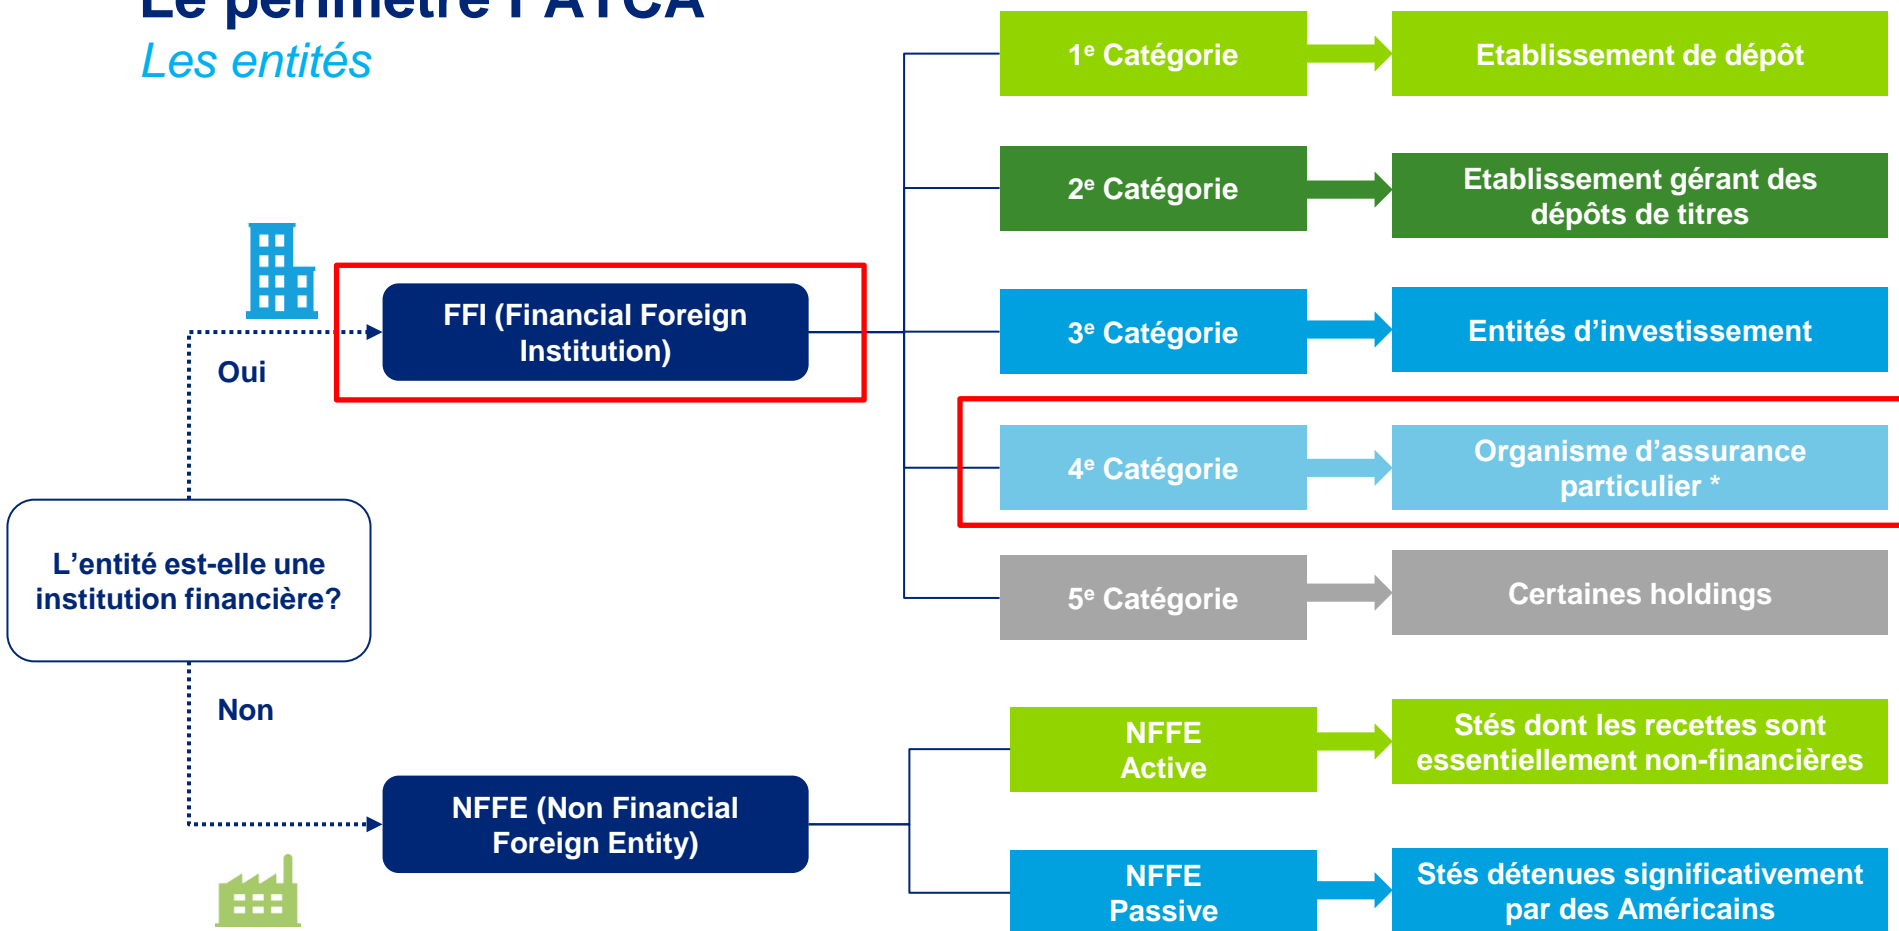 Le périmètre FATCA
Les entités
1e Catégorie
Etablissement de dépôt
2e Catégorie
Etablissement gérant des
dépôts de titres
FFI (Financial Foreign
Institution)
3e Catégorie
Entités d’investissement
Oui
4e Catégorie
Organisme d’assurance
particulier *
L’entité est-elle une
institution financière?
5e Catégorie
Certaines holdings
Non
NFFE
Active
Stés dont les recettes sont
essentiellement non-financières
NFFE (Non Financial
Foreign Entity)
NFFE
Passive
Stés détenues significativement
par des Américains